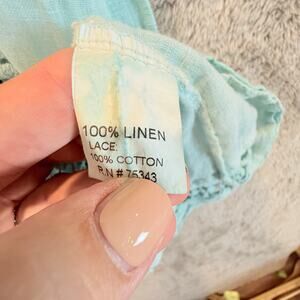 100% LINEN
LACE:
100% COTTON
RN # 75343